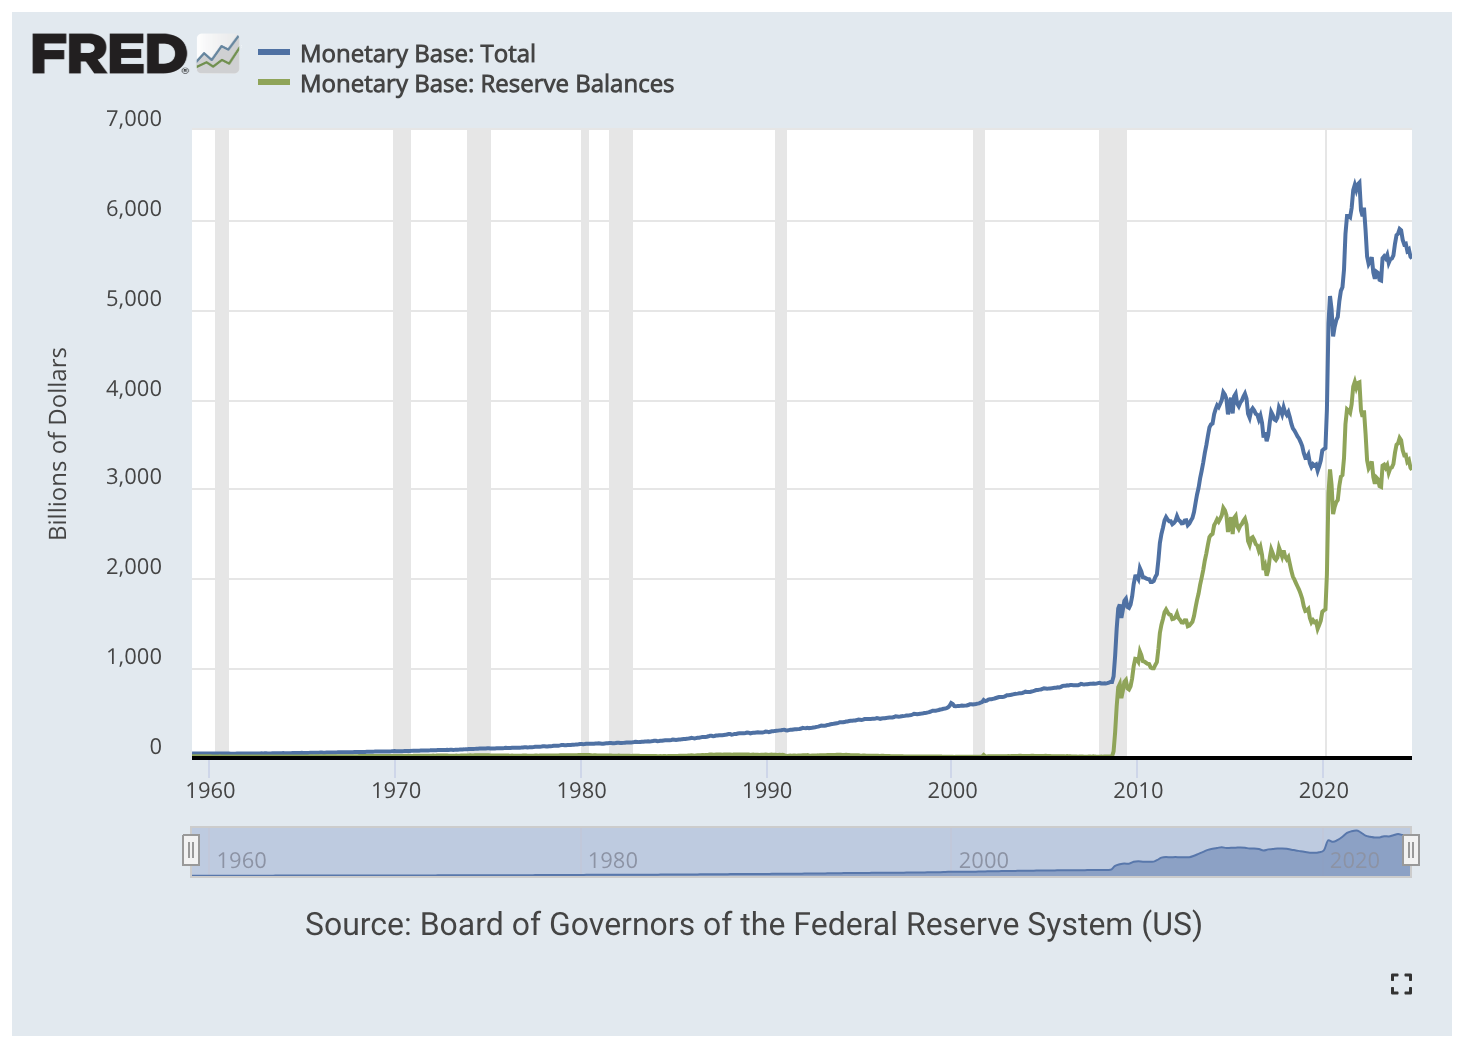 FRED®
Monetary Base: Total
Monetary Base: Reserve Balances
7,000
6,000
5,000
4,000
3,000
2,000
1,000
0
Billions of Dollars
1960 1970 1980 1990 2000 2010 2020
1960 1980 2000 2020
Source: Board of Governors of the Federal Reserve System (US)